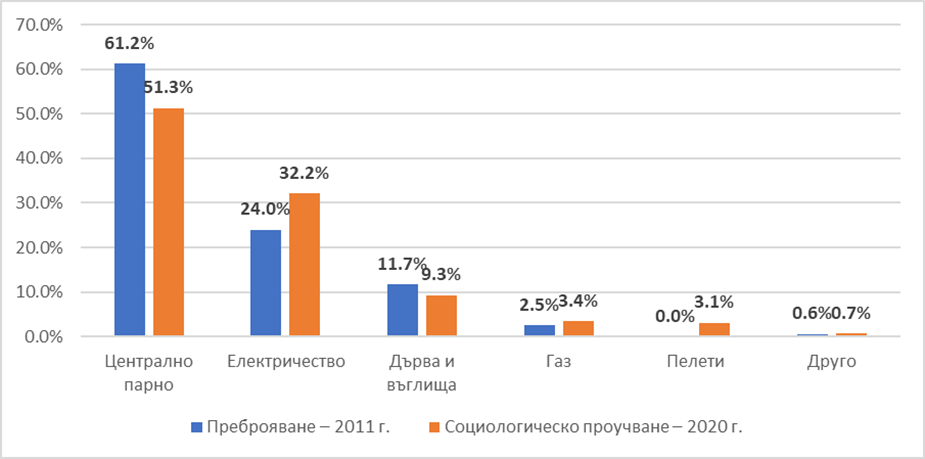 70.0%
60.0%
50.0%
40.0%
30.0%
20.0%
10.0%
0.0%
61.2%
51.3%
24.0%
32.2%
11.7%
9.3%
2.5%
3.4%
0.0%
3.1%
0.6%
0.7%
Централно
парно
Електричество
Дърва и
въглища
Газ
Пелети
Друго
Преброяване – 2011 г.
Социологическо проучване – 2020 г.